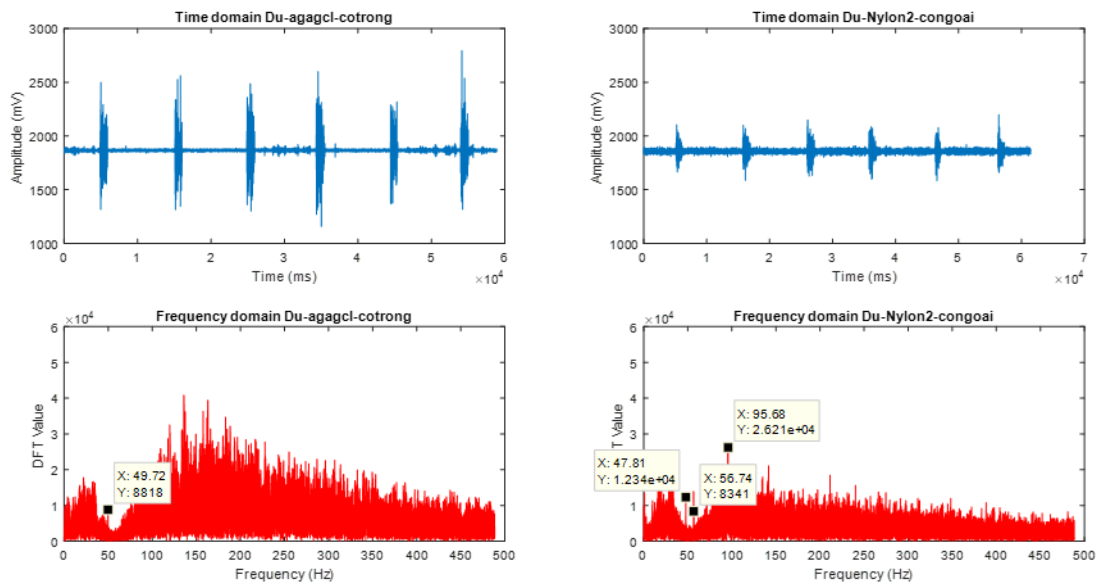 Time domain Du-agagcl-cotrong
3000
2500
2000
1500
1000
Amplitude (mV)
0 1 2 3 4 5 6
×10^4
Time (ms)
Time domain Du-Nylon2-congoai
3000
2500
2000
1500
1000
Amplitude (mV)
0 1 2 3 4 5 6 7
×10^4
Time (ms)
Frequency domain Du-agagcl-cotrong
×10^4
6
5
4
3
2
1
0
DFT Value
X: 49.72
Y: 8818
0 50 100 150 200 250 300 350 400 450 500
Frequency (Hz)
Frequency domain Du-Nylon2-congoai
×10^4
6
5
4
3
2
0
T Value
X: 95.68
Y: 2.621e+04
X: 47.81
Y: 1.234e+04
X: 56.74
Y: 8341
0 50 100 150 200 250 300 350 400 450 500
Frequency (Hz)